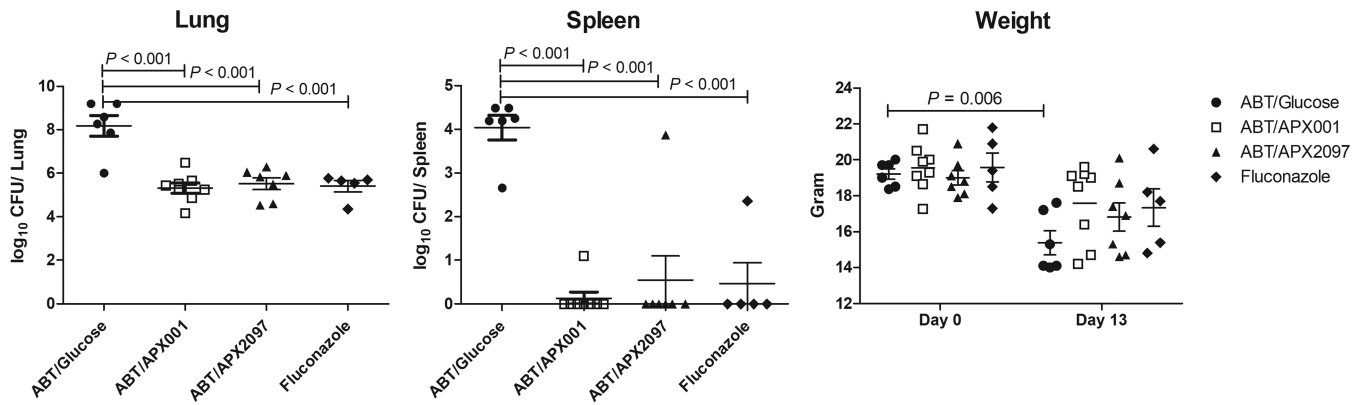 Lung
P < 0.001
P < 0.001
P < 0.001
log10 CFU/ Lung
10
8
6
4
2
0
ABT/Glucose
ABT/APX001
ABT/APX2097
Fluconazole
Spleen
P < 0.001
P < 0.001
P < 0.001
log10 CFU/ Spleen
5
4
3
2
1
0
ABT/Glucose
ABT/APX001
ABT/APX2097
Fluconazole
Weight
P = 0.006
Gram
24
22
20
18
16
14
12
Day 0
Day 13
ABT/Glucose
ABT/APX001
ABT/APX2097
Fluconazole